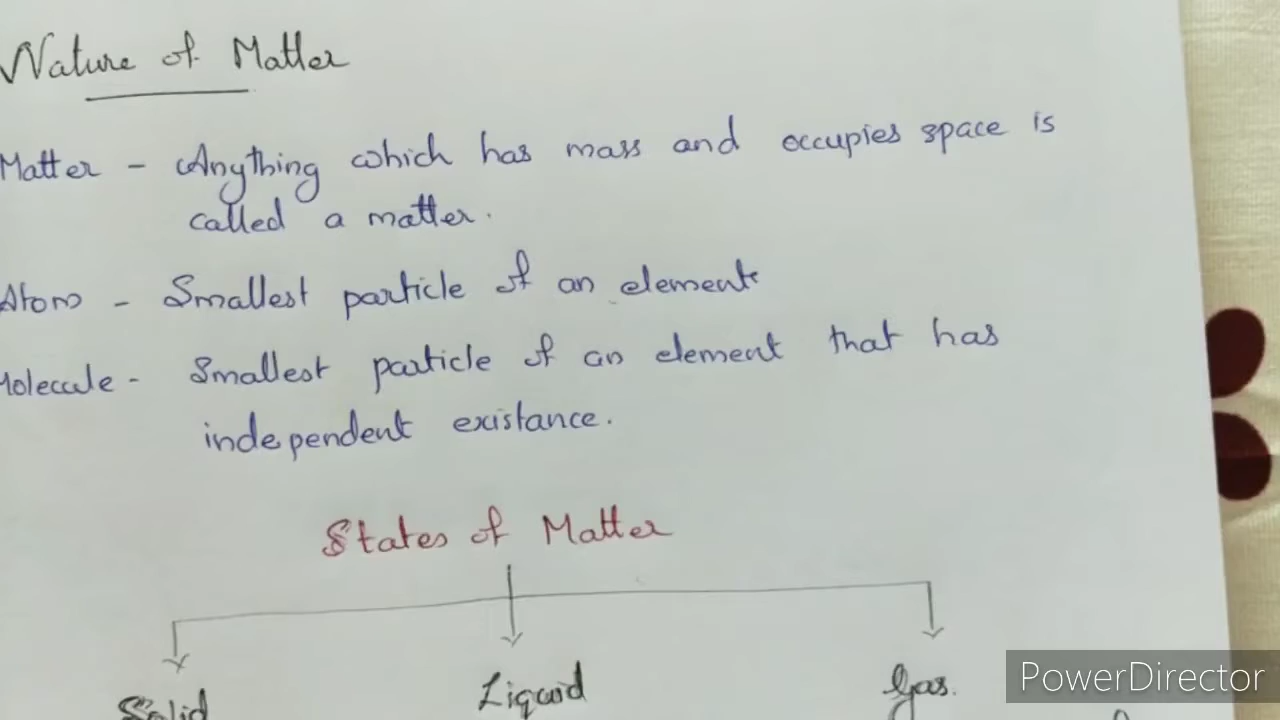 Nature of Matter
Matter - Anything which has mass and occupies space is
called a matter.
Atom - Smallest particle of an element
Molecule - Smallest particle of an element that has
independent existance.
States of Matter
Solid Liquid Gas.
PowerDirector